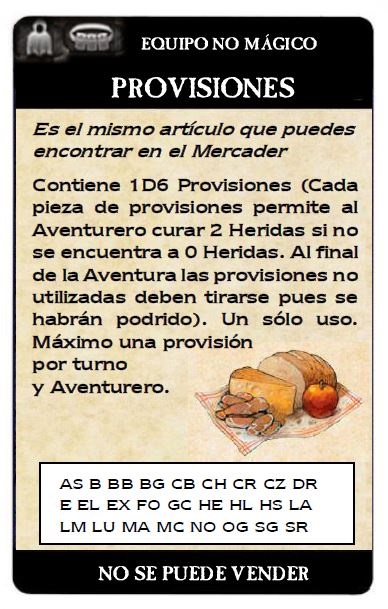 EQUIPO NO MÁGICO
PROVISIONES
Es el mismo artículo que puedes
encontrar en el Mercader
Contiene 1D6 Provisiones (Cada
pieza de provisiones permite al
Aventurero curar 2 Heridas si no
se encuentra a 0 Heridas. Al final
de la Aventura las provisiones no
utilizadas deben tirarse pues se
habrán podrido). Un sólo uso.
Máximo una provisión
por turno
y Aventurero.
AS B BB BG CB CH CR CZ DR
E EL EX FO GC HE HL HS LA
LM LU MA MC NO OG SG SR
NO SE PUEDE VENDER